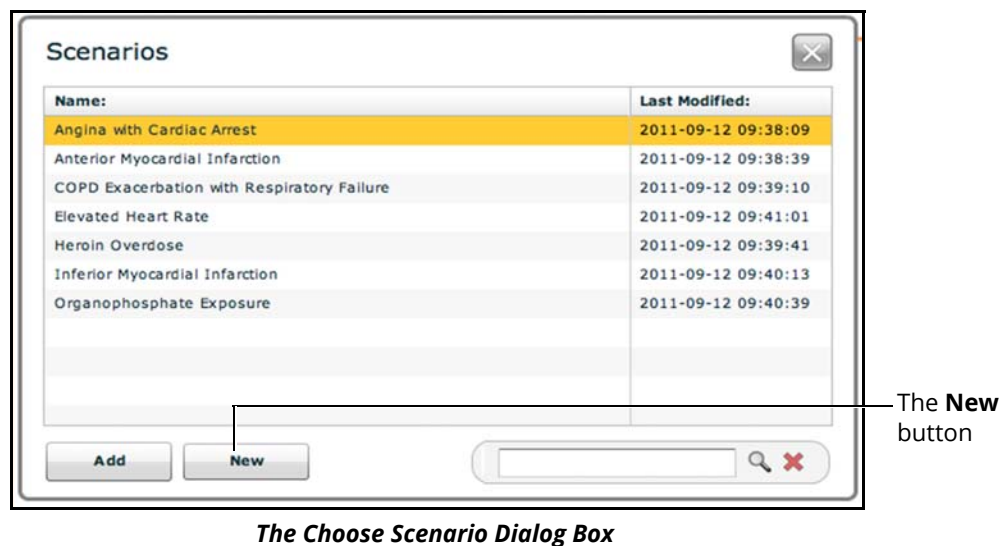 Scenarios
Name: Last Modified:
Angina with Cardiac Arrest 2011-09-12 09:38:09
Anterior Myocardial Infarction 2011-09-12 09:38:39
COPD Exacerbation with Respiratory Failure 2011-09-12 09:39:10
Elevated Heart Rate 2011-09-12 09:41:01
Heroin Overdose 2011-09-12 09:39:41
Inferior Myocardial Infarction 2011-09-12 09:40:13
Organophosphate Exposure 2011-09-12 09:40:39
The New
button
Add New
The Choose Scenario Dialog Box